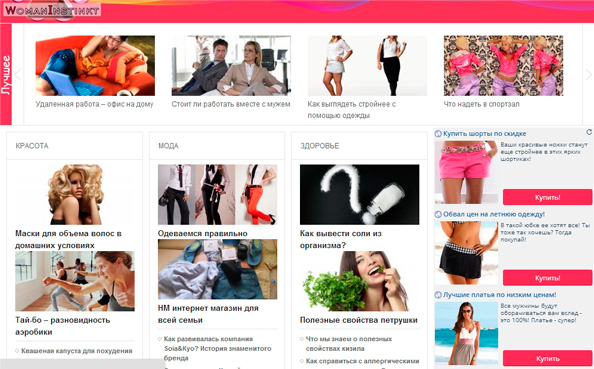 WomanInstinkt
Лучшее
Удаленная работа – офис на дому
Стоит ли работать вместе с мужем
Как выглядеть стройнее с
помощью одежды
Что надеть в спортзал
КРАСОТА
Маски для объема волос в
домашних условиях
Тай-бо – разновидность
аэробики
Квашеная капуста для похудения
МОДА
Одеваемся правильно
HM интернет магазин для
всей семьи
Как развивалась компания
Soia&Kyo? История знаменитого
бренда
ЗДОРОВЬЕ
Как вывести соли из
организма?
Полезные свойства петрушки
Что мы знаем о полезных
свойствах кизила
Как справиться с аллергическими
Купить шорты по скидке
Ваши красивые ножки станут
еще стройнее в этих ярких
шортиках!
Купить!
Обвал цен на летнюю одежду!
В такой юбке ее хотят все! Ты
тоже так хочешь? Тогда
покупай!
Купить!
Лучшие платья по низким ценам!
Все мужчины будут
оборачиваться вам вслед -
это 100%! Платье - супер!
Купить